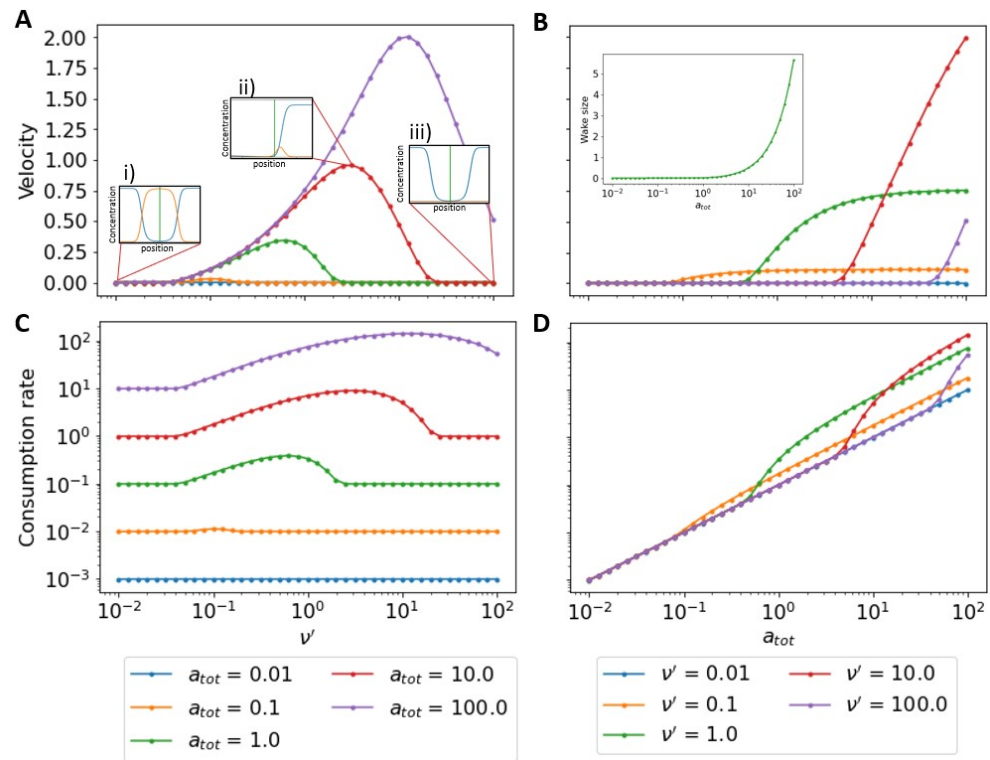 A
B
2.00
1.75
1.50
1.25
1.00
0.75
0.50
0.25
0.00
Velocity
i)
Concentration
position
ii)
Concentration
position
iii)
Concentration
position
5
4
3
2
1
0
Wake size
10⁻² 10⁻¹ 10⁰ 10¹ 10²
a_tot
C
D
10²
10¹
10⁰
10⁻¹
10⁻²
10⁻³
Consumption rate
10⁻² 10⁻¹ 10⁰ 10¹ 10²
ν′
10⁻² 10⁻¹ 10⁰ 10¹ 10²
a_tot
a_tot = 0.01
a_tot = 0.1
a_tot = 1.0
a_tot = 10.0
a_tot = 100.0
ν′ = 0.01
ν′ = 0.1
ν′ = 1.0
ν′ = 10.0
ν′ = 100.0